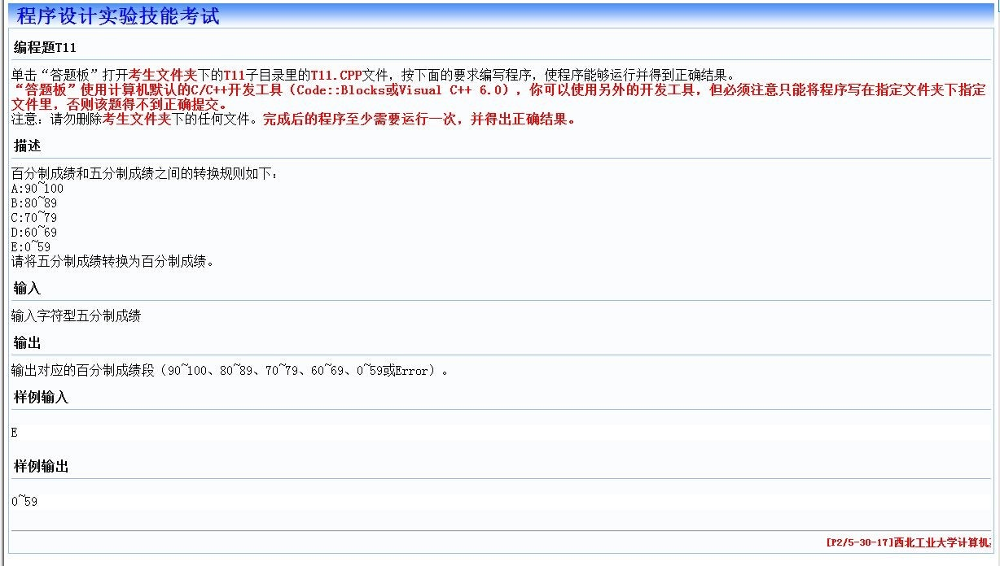 程序设计实验技能考试
编程题T11
单击“答题板”打开考生文件夹下的T11子目录里的T11.CPP文件，按下面的要求编写程序，使程序能够运行并得到正确结果。
“答题板”使用计算机默认的C/C++开发工具（Code::Blocks或Visual C++ 6.0），你可以使用另外的开发工具，但必须注意只能将程序写在指定文件夹下指定
文件里，否则该题得不到正确提交。
注意：请勿删除考生文件夹下的任何文件。完成后的程序至少需要运行一次，并得出正确结果。
描述
百分制成绩和五分制成绩之间的转换规则如下：
A:90~100
B:80~89
C:70~79
D:60~69
E:0~59
请将五分制成绩转换为百分制成绩。
输入
输入字符型五分制成绩
输出
输出对应的百分制成绩段（90~100、80~89、70~79、60~69、0~59或Error）。
样例输入
E
样例输出
0~59
[P2/5-30-17]西北工业大学计算机